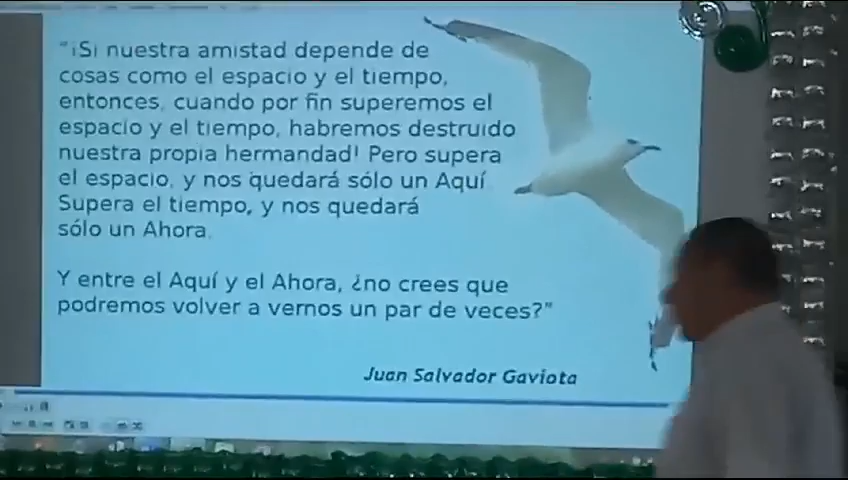 "¡Si nuestra amistad depende de
cosas como el espacio y el tiempo,
entonces, cuando por fin superemos el
espacio y el tiempo, habremos destruido
nuestra propia hermandad! Pero supera
el espacio, y nos quedará sólo un Aquí.
Supera el tiempo, y nos quedará
sólo un Ahora.
Y entre el Aquí y el Ahora, ¿no crees que
podremos volver a vernos un par de veces?"
Juan Salvador Gaviota